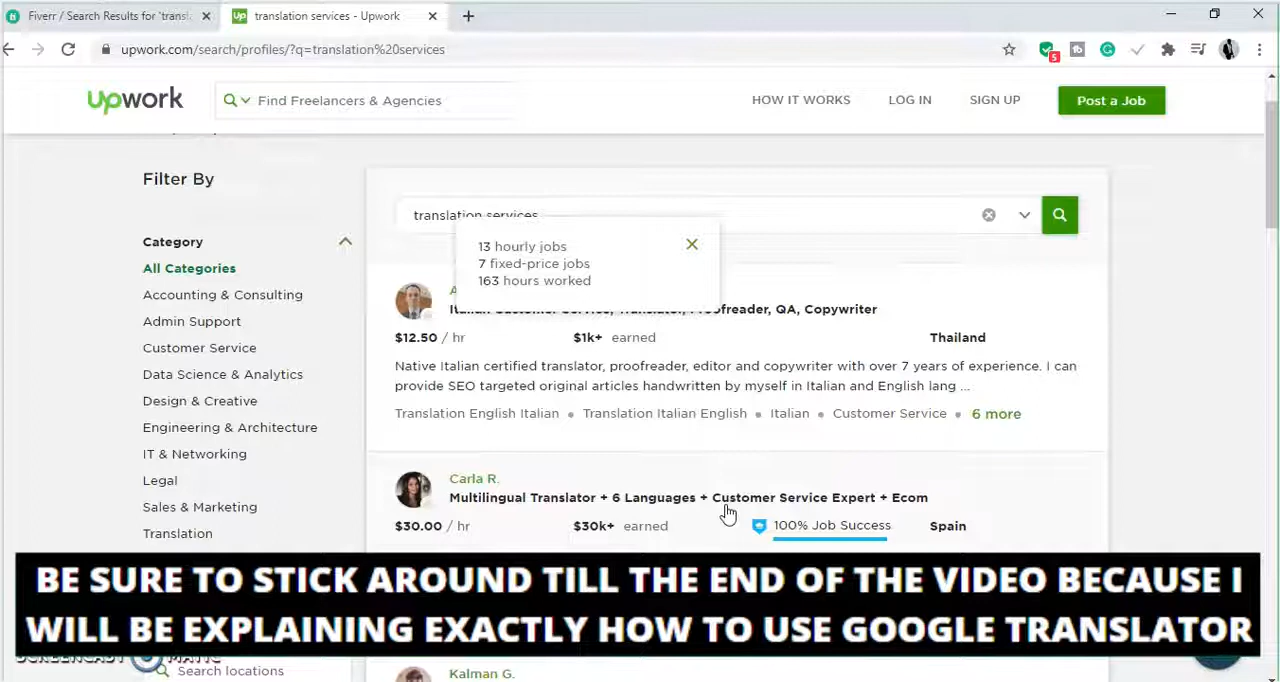 Fiverr / Search Results for 'transl
translation services - Upwork
upwork.com/search/profiles/?q=translation%20services
5
upwork
Find Freelancers & Agencies
HOW IT WORKS
LOG IN
SIGN UP
Post a Job
Filter By
Category
All Categories
Accounting & Consulting
Admin Support
Customer Service
Data Science & Analytics
Design & Creative
Engineering & Architecture
IT & Networking
Legal
Sales & Marketing
Translation
translation services
13 hourly jobs
7 fixed-price jobs
163 hours worked
Italian Customer Service, Translator, Proofreader, QA, Copywriter
$12.50 / hr
$1k+ earned
Thailand
Native Italian certified translator, proofreader, editor and copywriter with over 7 years of experience. I can
provide SEO targeted original articles handwritten by myself in Italian and English lang ...
Translation English Italian
Translation Italian English
Italian
Customer Service
6 more
Carla R.
Multilingual Translator + 6 Languages + Customer Service Expert + Ecom
$30.00 / hr
$30k+ earned
100% Job Success
Spain
BE SURE TO STICK AROUND TILL THE END OF THE VIDEO BECAUSE I
WILL BE EXPLAINING EXACTLY HOW TO USE GOOGLE TRANSLATOR
SCREENCAST MATIC
Search locations
Kalman G.